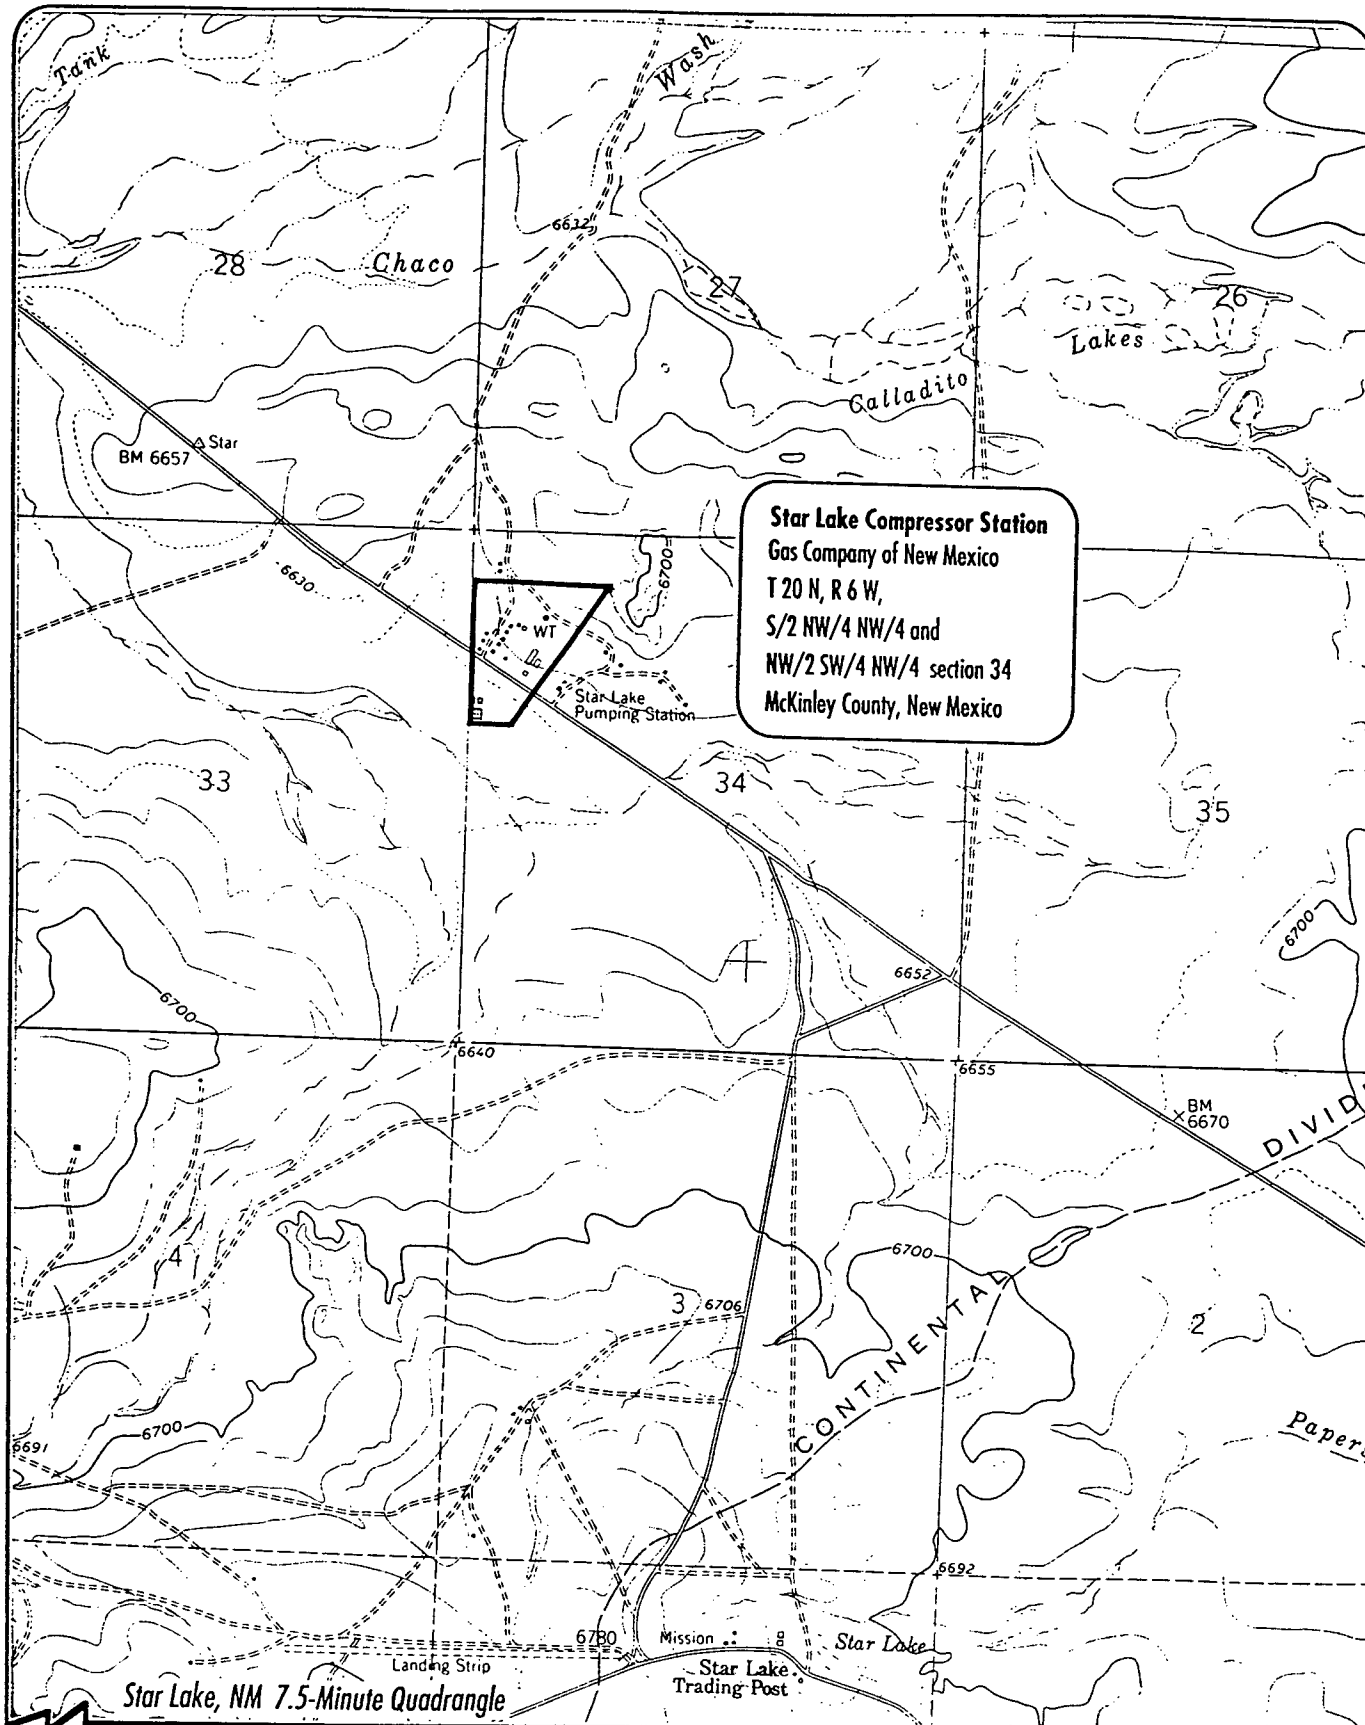 Tank
Wash
6632
28
Chaco
27
26
Lakes
Calladito
Star
BM 6657
Star Lake Compressor Station
Gas Company of New Mexico
T 20 N, R 6 W,
S/2 NW/4 NW/4 and
NW/2 SW/4 NW/4 section 34
McKinley County, New Mexico
6630
6700
WT
Star Lake
Pumping Station
33
34
35
6700
6652
6700
6640
6655
BM
6670
DIVID
4
6700
3
6706
2
CONTINENTAL
6700
6691
Papers
6692
6780
Mission
Star Lake
Landing Strip
Star Lake
Trading Post
Star Lake, NM 7.5-Minute Quadrangle